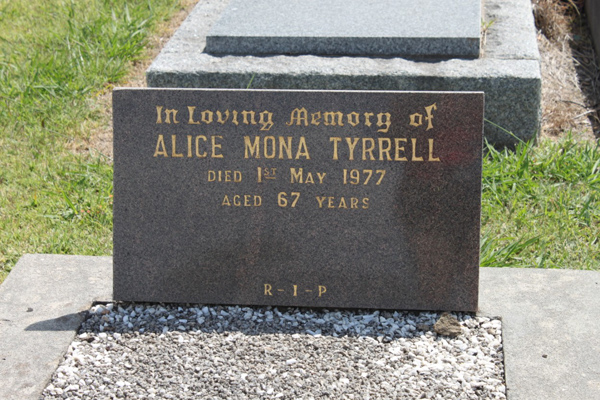 In Loving Memory of
ALICE MONA TYRRELL
DIED 1ST MAY 1977
AGED 67 YEARS
R-I-P